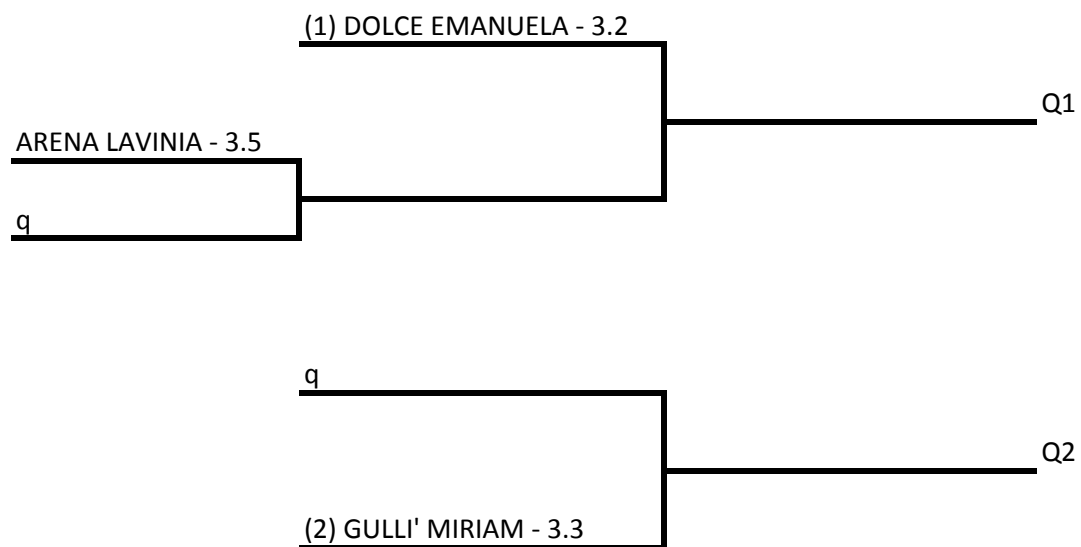 (1) DOLCE EMANUELA - 3.2
Q1
ARENA LAVINIA - 3.5
q
q
Q2
(2) GULLI' MIRIAM - 3.3